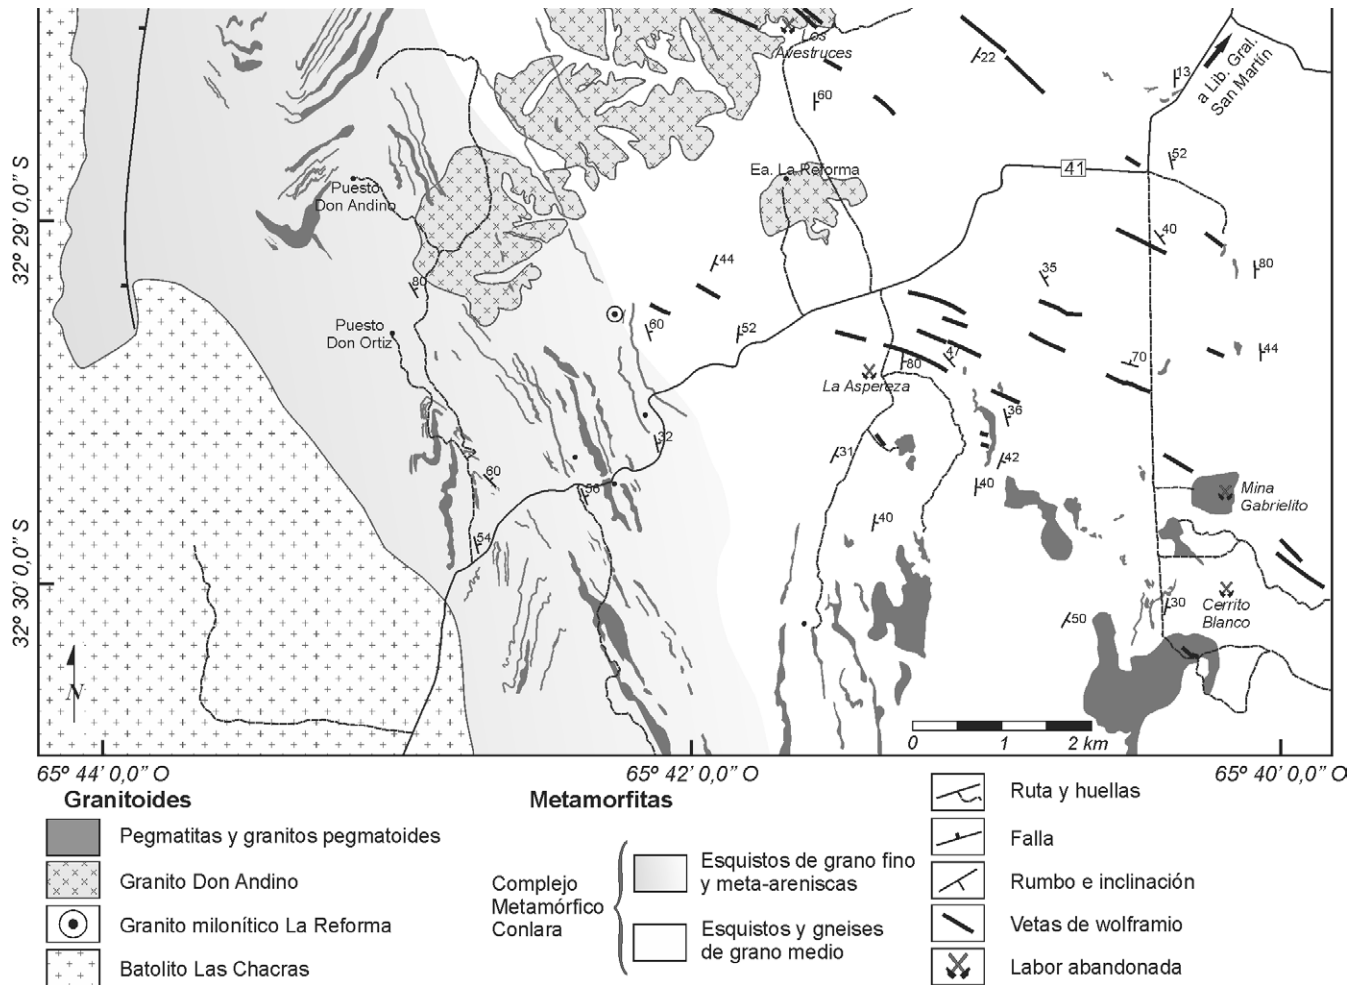 Los
Avestruces
22
13
a Lib. Gral.
San Martín
60
52
41
Ea. La Reforma
Puesto
Don Andino
32º 29' 0,0" S
40
44
35
80
80
60
52
Puesto
Don Ortiz
47
80
44
70
La Aspereza
36
32
31
42
60
40
56
Mina
Gabrielito
40
54
32º 30' 0,0" S
30
Cerrito
Blanco
50
N
0 1 2 km
65º 44' 0,0" O
65º 42' 0,0" O
65º 40' 0,0" O
Granitoides
Pegmatitas y granitos pegmatoides
Granito Don Andino
Granito milonítico La Reforma
Batolito Las Chacras
Metamorfitas
Complejo
Metamórfico
Conlara
Esquistos de grano fino
y meta-areniscas
Esquistos y gneises
de grano medio
Ruta y huellas
Falla
Rumbo e inclinación
Vetas de wolframio
Labor abandonada